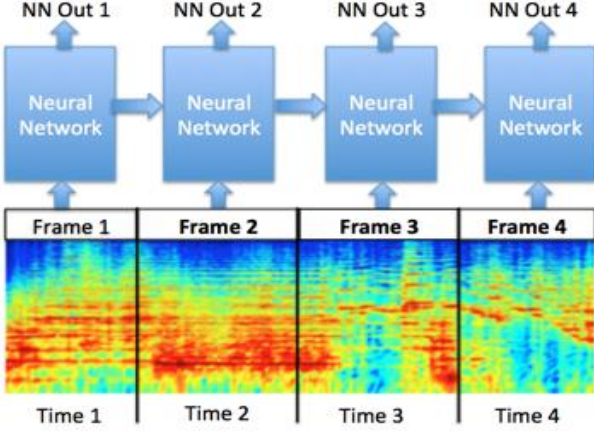 NN Out 1 NN Out 2 NN Out 3 NN Out 4
Neural Network Neural Network Neural Network Neural Network
Frame 1 Frame 2 Frame 3 Frame 4
Time 1 Time 2 Time 3 Time 4